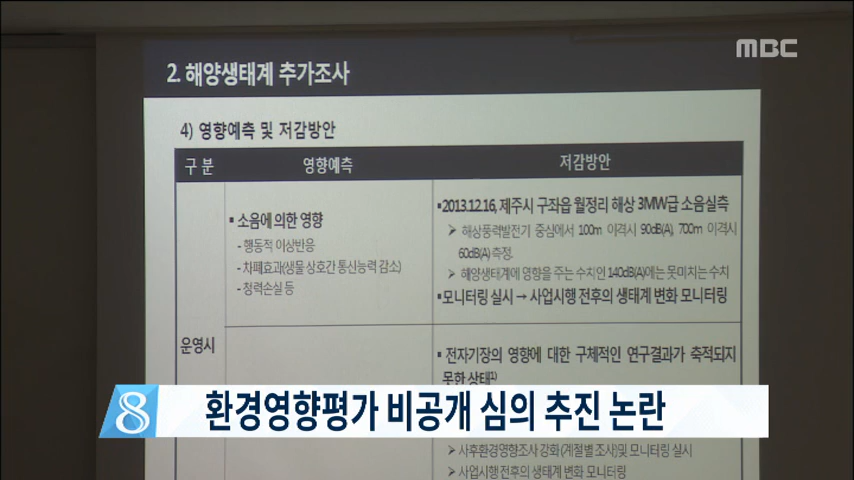 MBC
2. 해양생태계 추가조사
4) 영향예측 및 저감방안
구 분
영향예측
저감방안
운영시
▪ 소음에 의한 영향
- 행동적 이상반응
- 차폐효과(생물 상호간 통신능력 감소)
- 청력손실 등
▪2013.12.16, 제주시 구좌읍 월정리 해상 3MW급 소음실측
➢ 해상풍력발전기 중심에서 100m 이격시 90dB(A), 700m 이격시
60dB(A) 측정.
➢ 해양생태계에 영향을 주는 수치인 140dB(A)에는 못미치는 수치
▪모니터링 실시 → 사업시행 전후의 생태계 변화 모니터링
▪전자기장의 영향에 대한 구체적인 연구결과가 축적되지
못한 상태1)
➢ 사후환경영향조사 강화(계절별 조사)및 모니터링 실시
➢ 사업시행 전후의 생태계 변화 모니터링
8 환경영향평가 비공개 심의 추진 논란